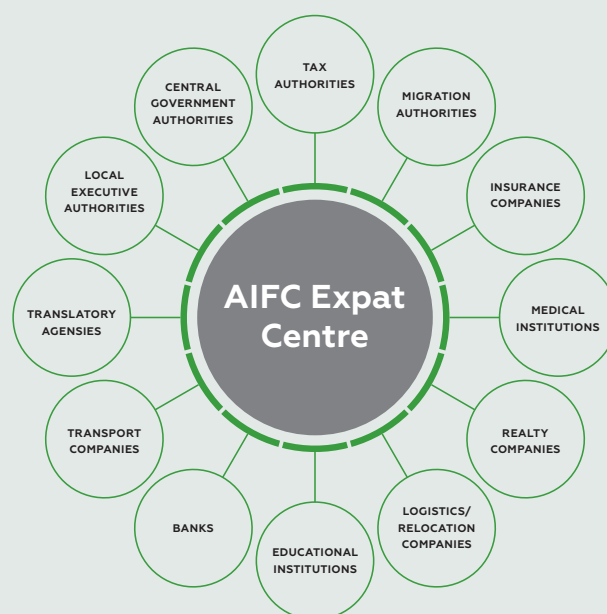 TAX
AUTHORITIES
MIGRATION
AUTHORITIES
INSURANCE
COMPANIES
MEDICAL
INSTITUTIONS
REALTY
COMPANIES
LOGISTICS/
RELOCATION
COMPANIES
EDUCATIONAL
INSTITUTIONS
BANKS
TRANSPORT
COMPANIES
TRANSLATORY
AGENSIES
LOCAL
EXECUTIVE
AUTHORITIES
CENTRAL
GOVERNMENT
AUTHORITIES
AIFC Expat
Centre